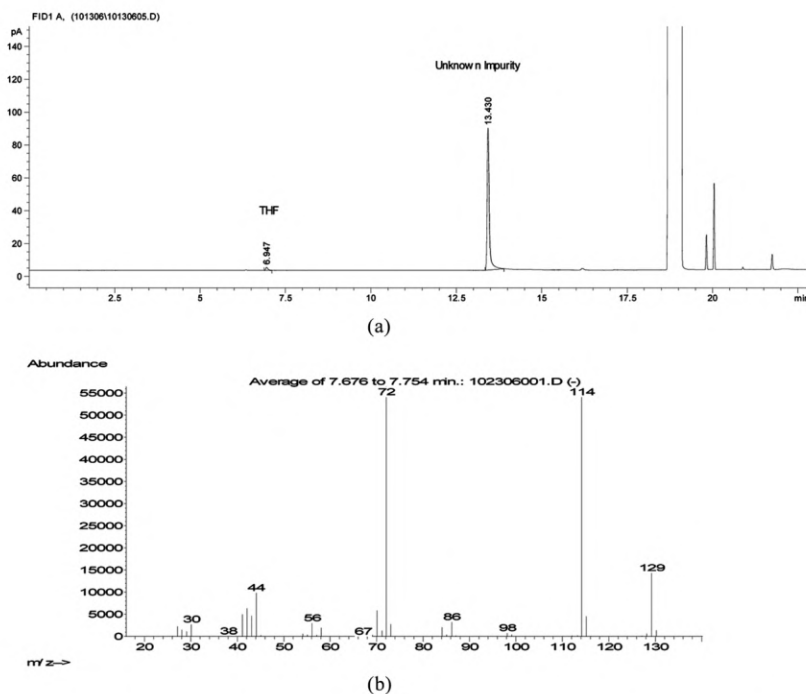 FID1 A, (101306\10130605.D)
pA
140
120
100
80
60
40
20
0
Unknown Impurity
13.430
THF
6.947
2.5 5 7.5 10 12.5 15 17.5 20 min
(a)
Abundance
Average of 7.676 to 7.754 min.: 102306001.D (-)
55000
50000
45000
40000
35000
30000
25000
20000
15000
10000
5000
0
72 114
129
44
30 38 56 67 86 98
20 30 40 50 60 70 80 90 100 110 120 130
m/z-->
(b)